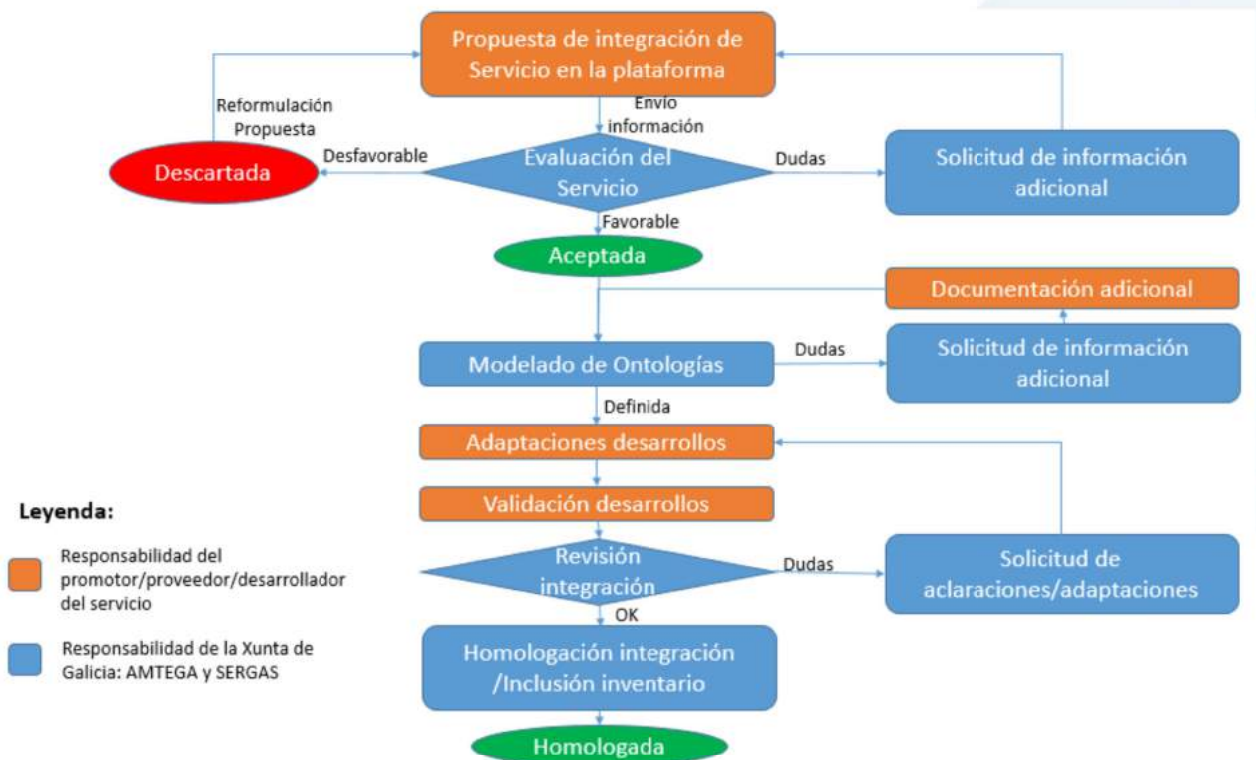 Propuesta de integración de
Servicio en la plataforma
Reformulación
Propuesta
Envío
información
Descartada
Desfavorable
Evaluación del
Servicio
Dudas
Solicitud de información
adicional
Favorable
Aceptada
Documentación adicional
Modelado de Ontologías
Dudas
Solicitud de información
adicional
Definida
Adaptaciones desarrollos
Validación desarrollos
Revisión
integración
Dudas
Solicitud de
aclaraciones/adaptaciones
OK
Homologación integración
/Inclusión inventario
Homologada
Leyenda:
Responsabilidad del
promotor/proveedor/desarrollador
del servicio
Responsabilidad de la Xunta de
Galicia: AMTEGA y SERGAS